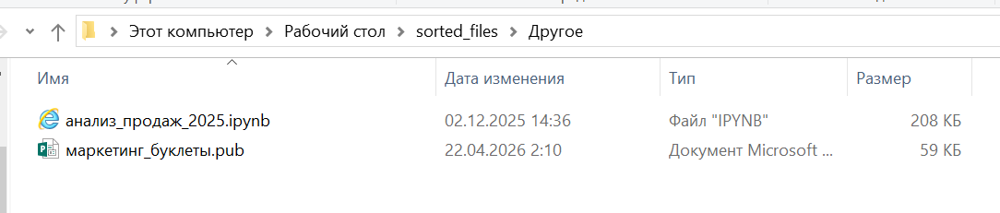 Этот компьютер > Рабочий стол > sorted_files > Другое
Имя Дата изменения Тип Размер
анализ_продаж_2025.ipynb 02.12.2025 14:36 Файл "IPYNB" 208 КБ
маркетинг_буклеты.pub 22.04.2026 2:10 Документ Microsoft ... 59 КБ